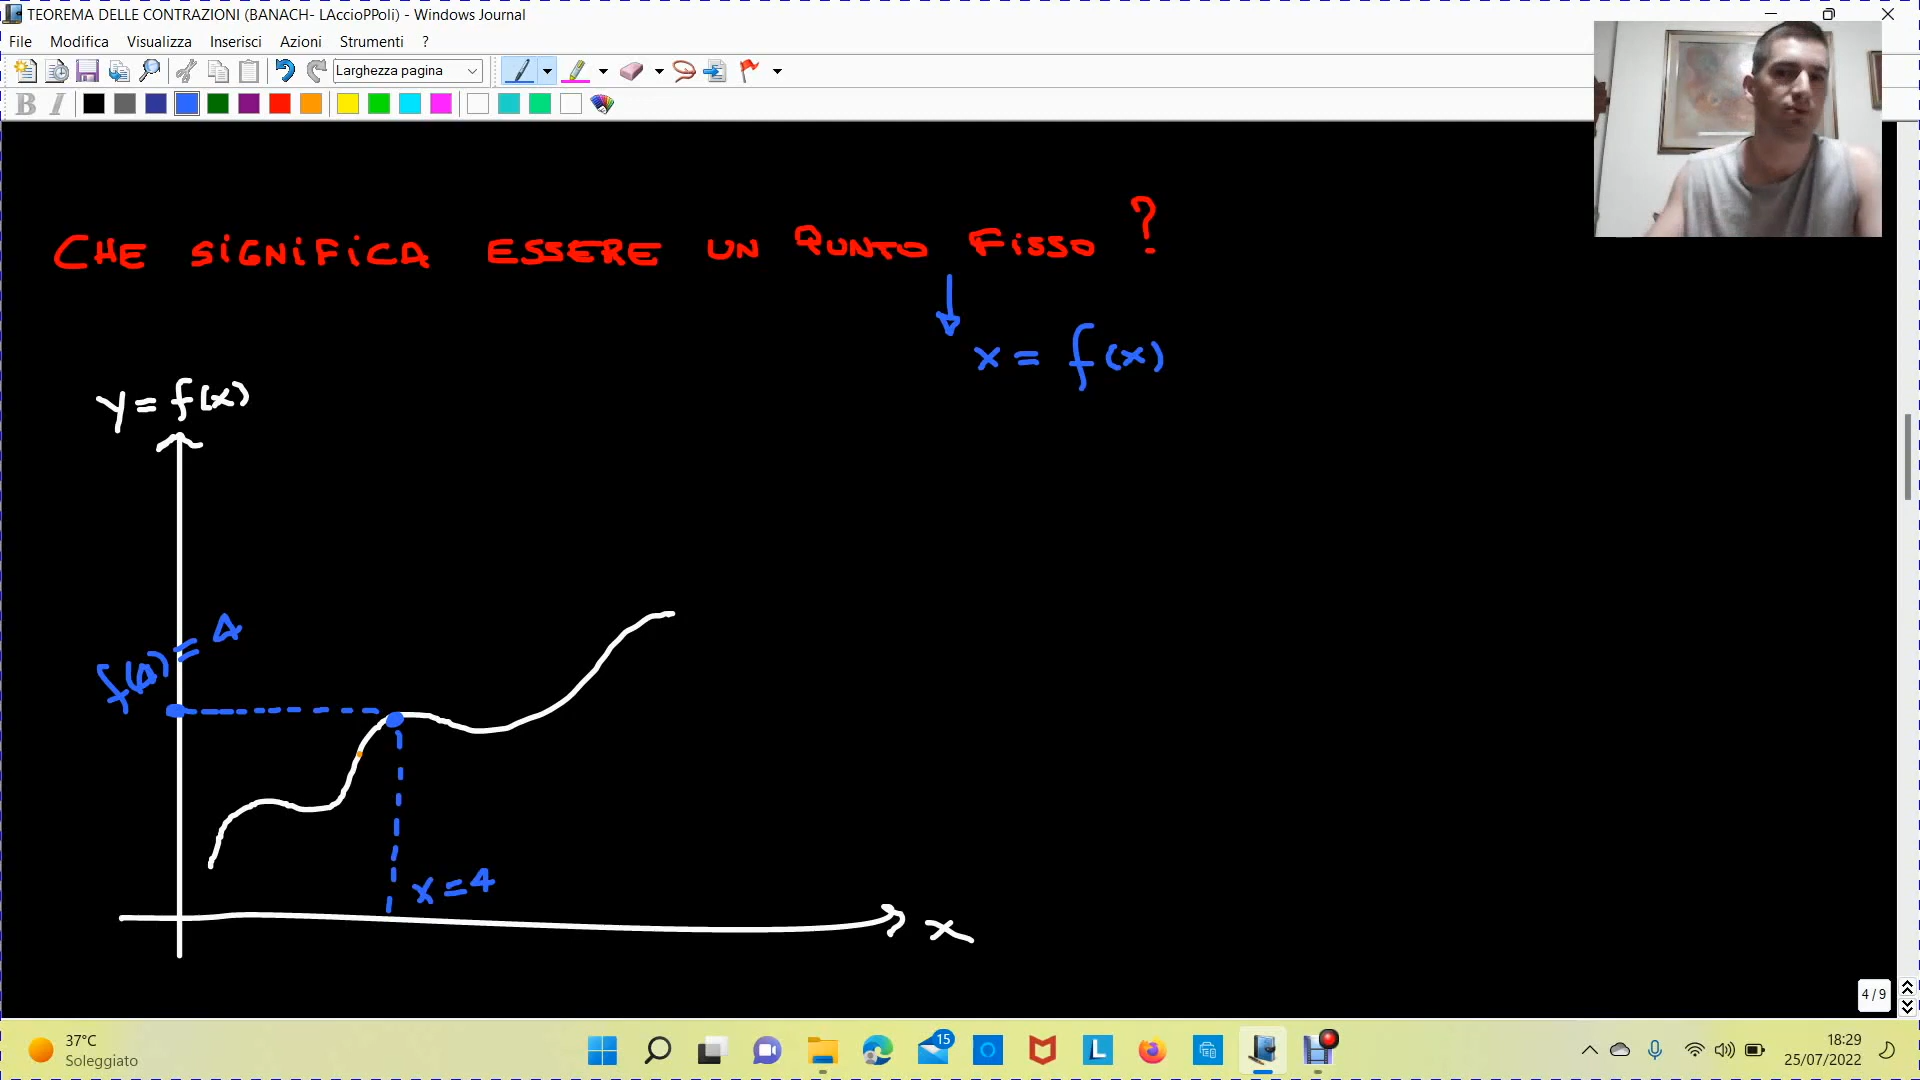 TEOREMA DELLE CONTRAZIONI (BANACH- LAccioPPoli) - Windows Journal
File Modifica Visualizza Inserisci Azioni Strumenti ?
Larghezza pagina
B I
CHE SIGNIFICA ESSERE UN PUNTO FISSO ?
x = f(x)
y = f(x)
f(4) = 4
x = 4
x
4 / 9
37°C
Soleggiato
15
L
18:29
25/07/2022